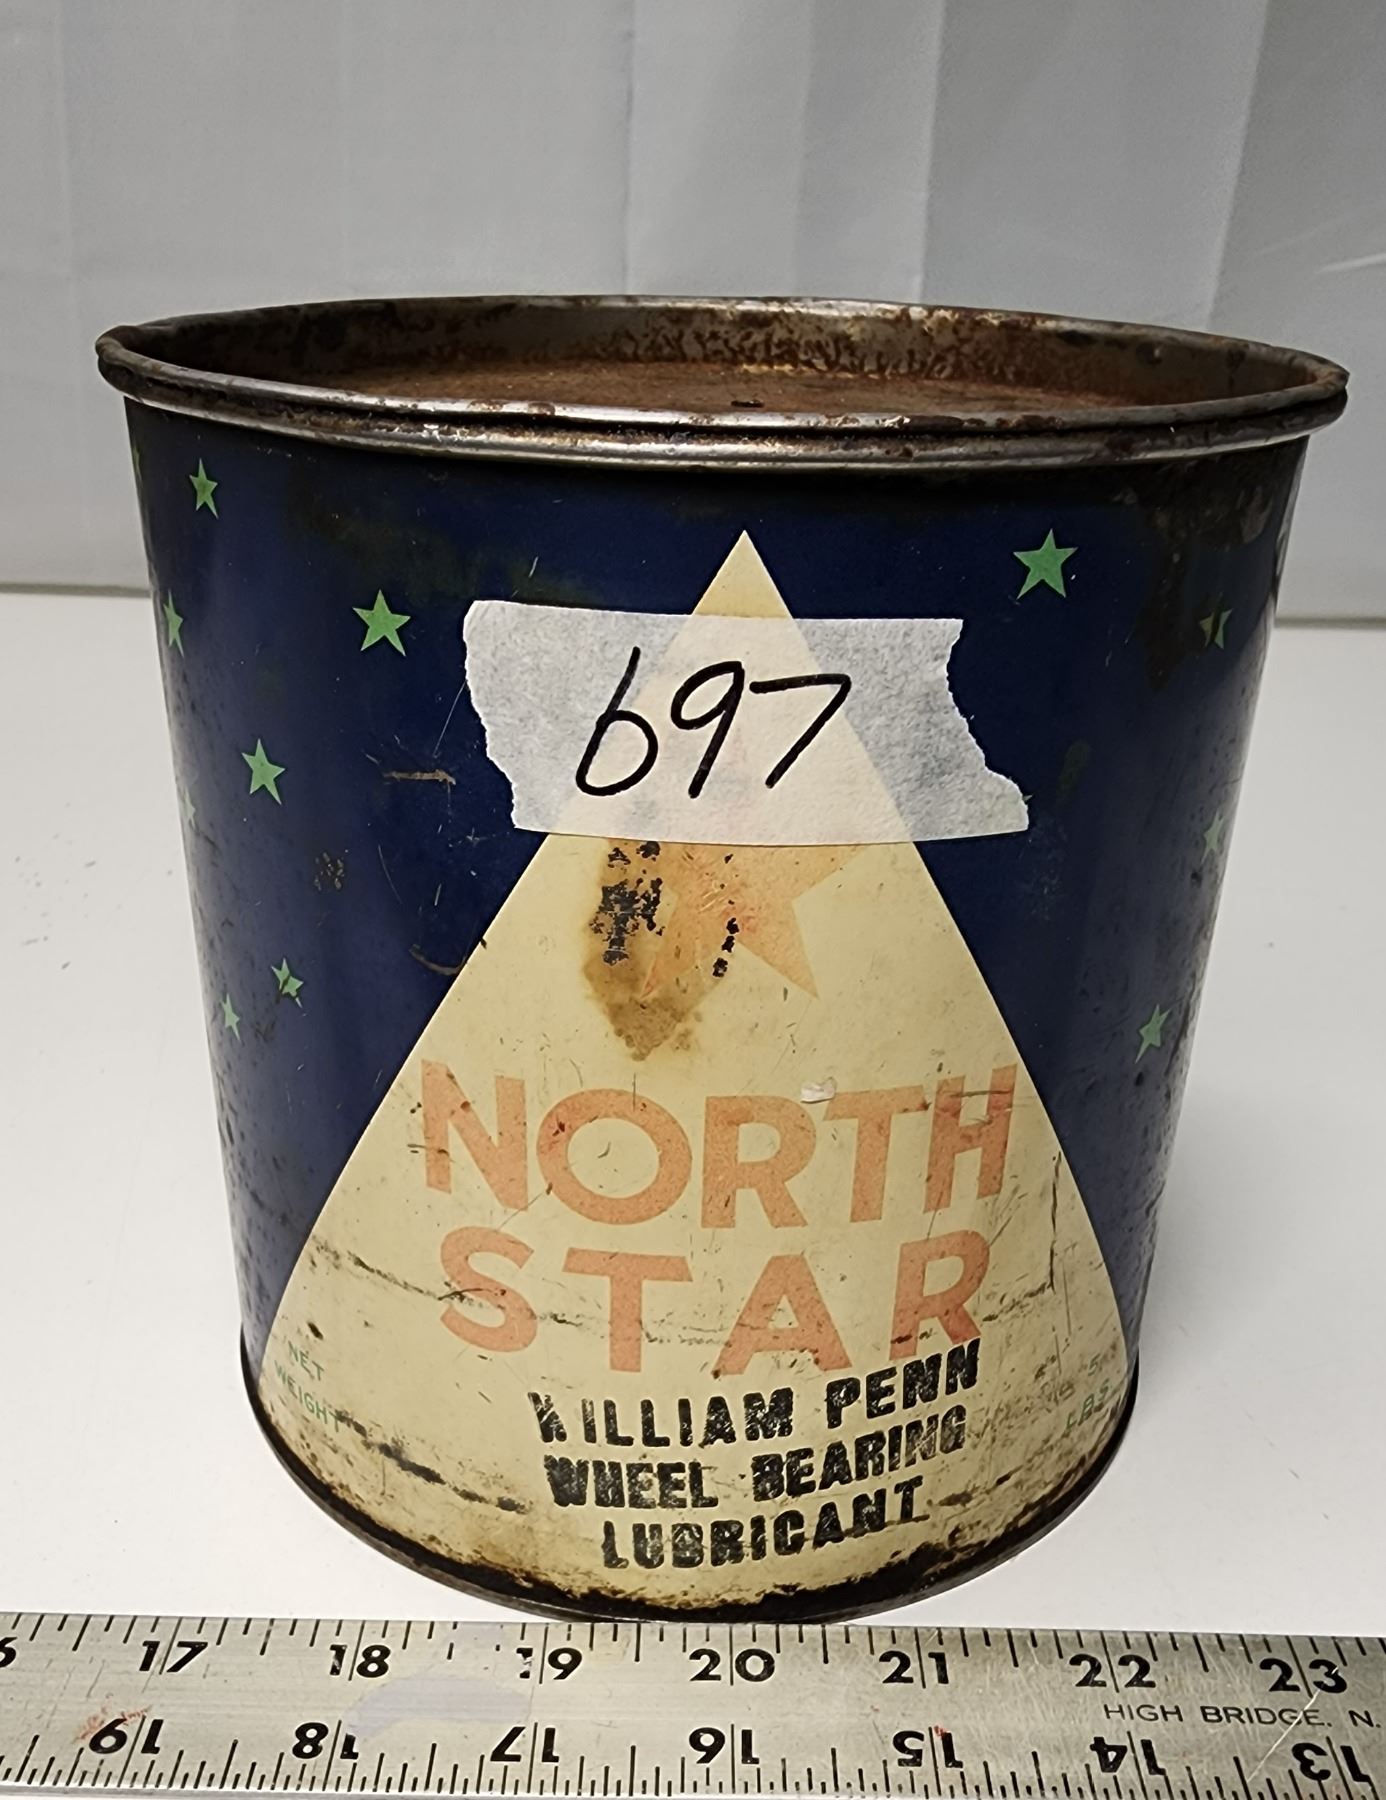 697
NORTH
STAR
NET
WEIGHT
5
LBS.
WILLIAM PENN
WHEEL BEARING
LUBRICANT
17 18 19 20 21 22 23
HIGH BRIDGE, N.
19 18 17 16 15 14 13